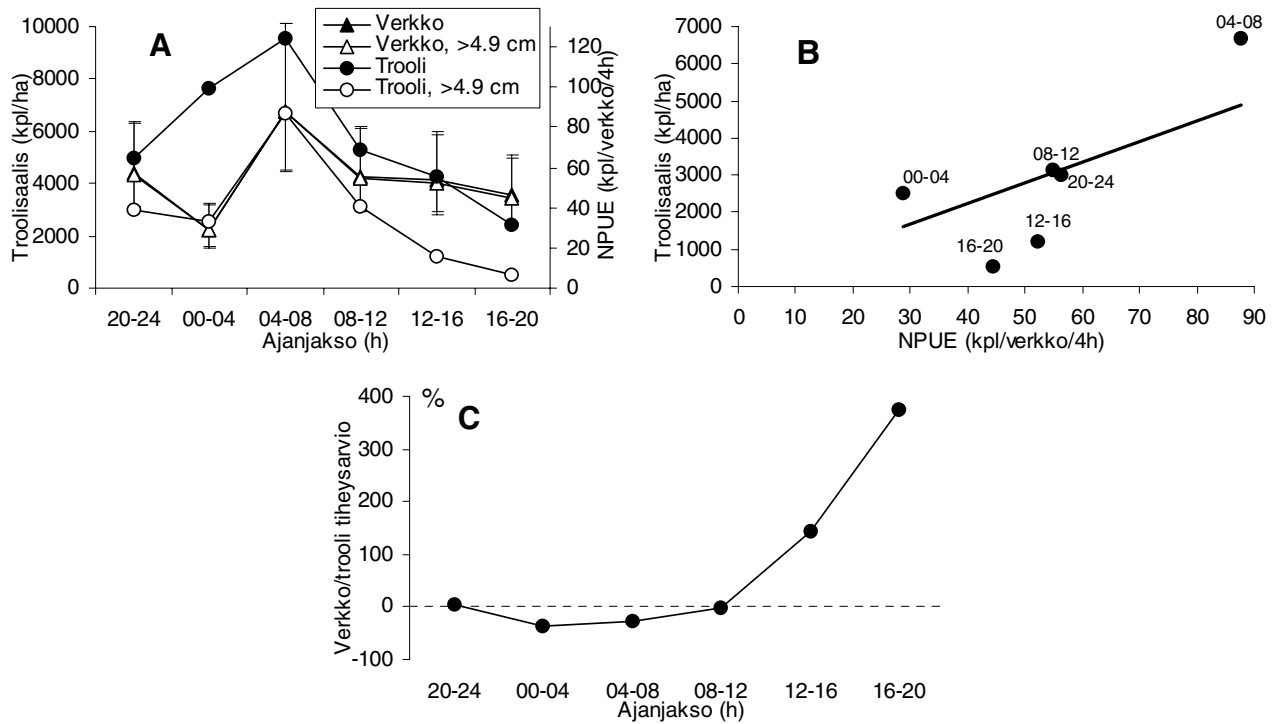 A
Verkko
Verkko, >4.9 cm
Trooli
Trooli, >4.9 cm
Troolisaalis (kpl/ha)
10000
8000
6000
4000
2000
0
NPUE (kpl/verkko/4h)
120
100
80
60
40
20
0
20-24 00-04 04-08 08-12 12-16 16-20
Ajanjakso (h)
B
Troolisaalis (kpl/ha)
7000
6000
5000
4000
3000
2000
1000
0
04-08
08-12
00-04
20-24
12-16
16-20
0 10 20 30 40 50 60 70 80 90
NPUE (kpl/verkko/4h)
C
%
Verkko/trooli tiheysarvio
400
300
200
100
0
-100
20-24 00-04 04-08 08-12 12-16 16-20
Ajanjakso (h)